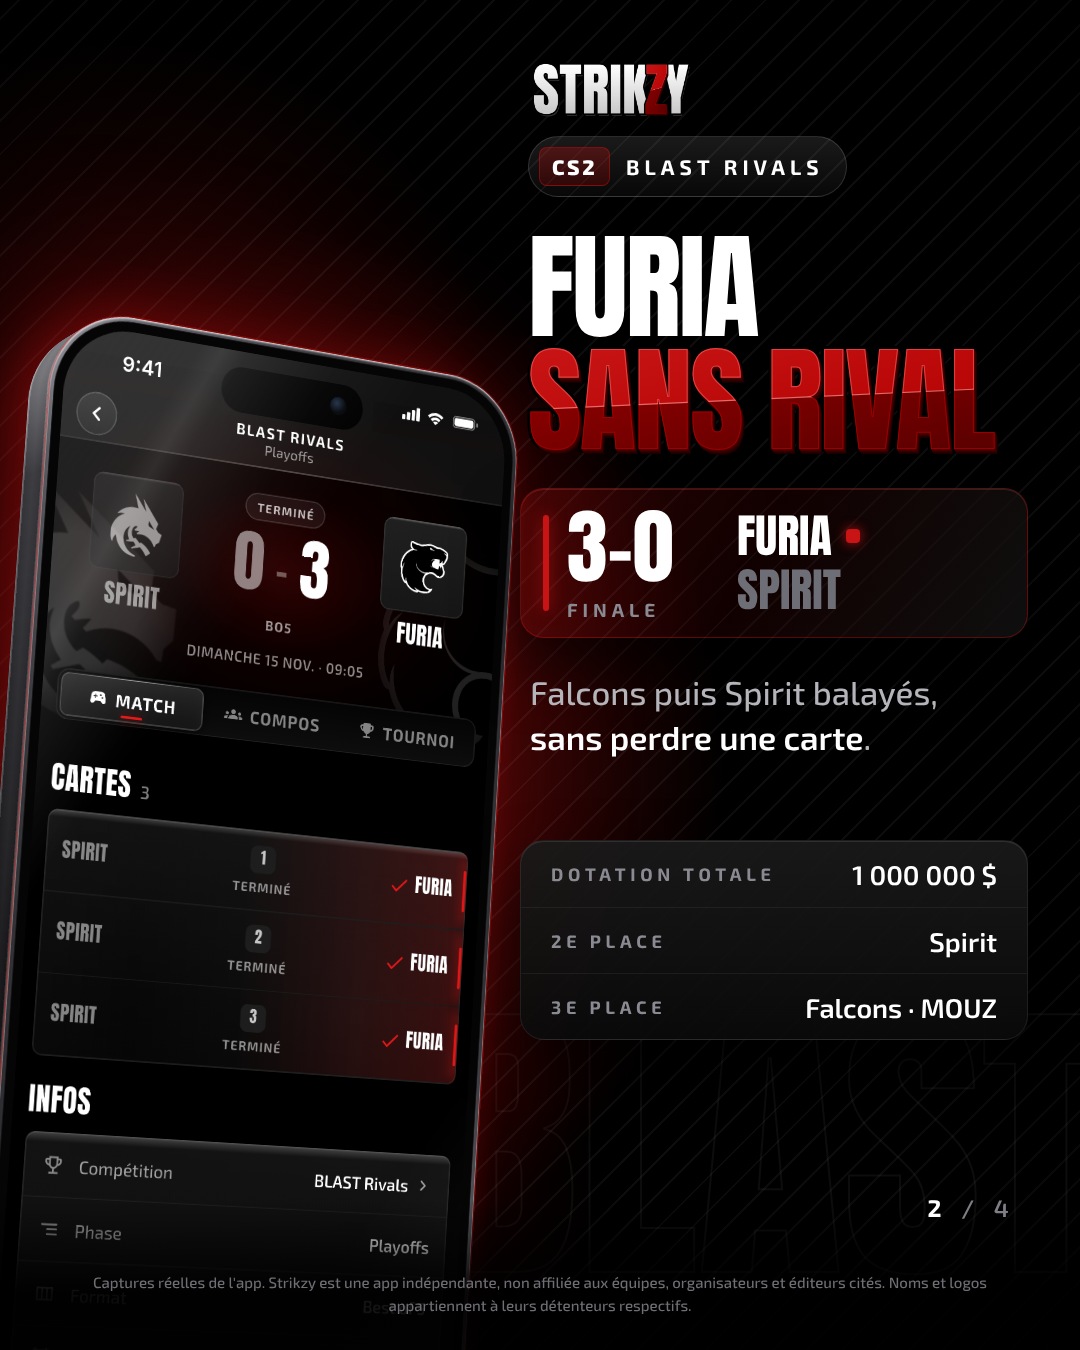 STRIKZY
CS2 BLAST RIVALS
FURIA
SANS RIVAL
3-0
FINALE
FURIA
SPIRIT
Falcons puis Spirit balayés,
sans perdre une carte.
DOTATION TOTALE 1 000 000 $
2E PLACE Spirit
3E PLACE Falcons · MOUZ
9:41
BLAST RIVALS
Playoffs
TERMINÉ
0 - 3
SPIRIT
FURIA
BO5
DIMANCHE 15 NOV. · 09:05
MATCH COMPOS TOURNOI
CARTES 3
SPIRIT 1 FURIA
TERMINÉ
SPIRIT 2 FURIA
TERMINÉ
SPIRIT 3 FURIA
TERMINÉ
INFOS
Compétition BLAST Rivals
Phase Playoffs
Format
BLAST
2 / 4
Captures réelles de l'app. Strikzy est une app indépendante, non affiliée aux équipes, organisateurs et éditeurs cités. Noms et logos
appartiennent à leurs détenteurs respectifs.